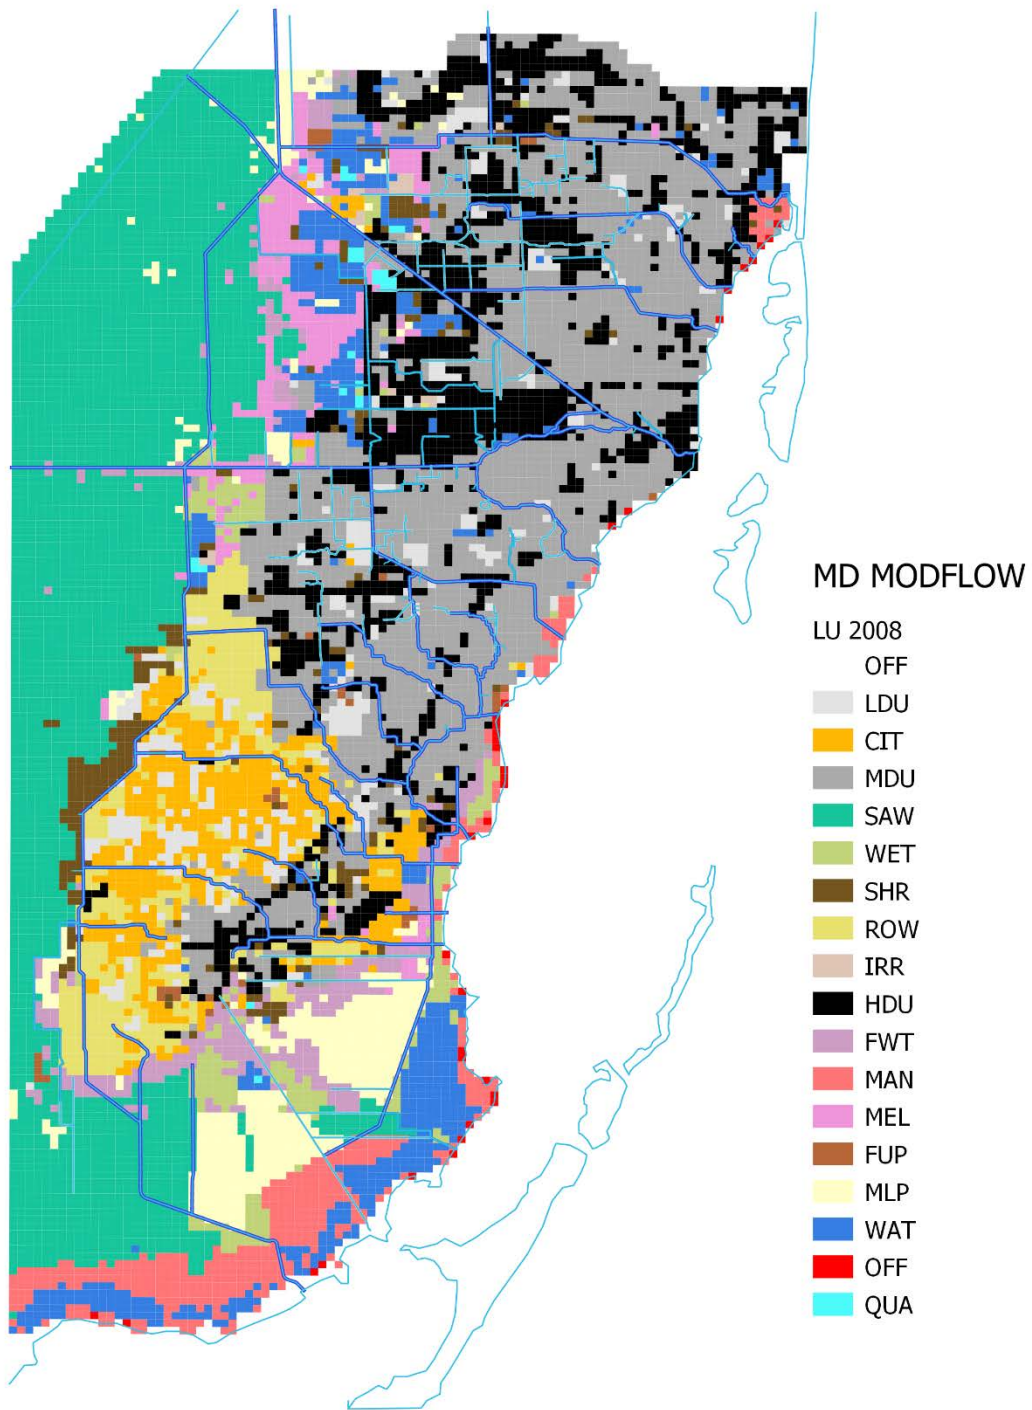 MD MODFLOW
LU 2008
OFF
LDU
CIT
MDU
SAW
WET
SHR
ROW
IRR
HDU
FWT
MAN
MEL
FUP
MLP
WAT
OFF
QUA